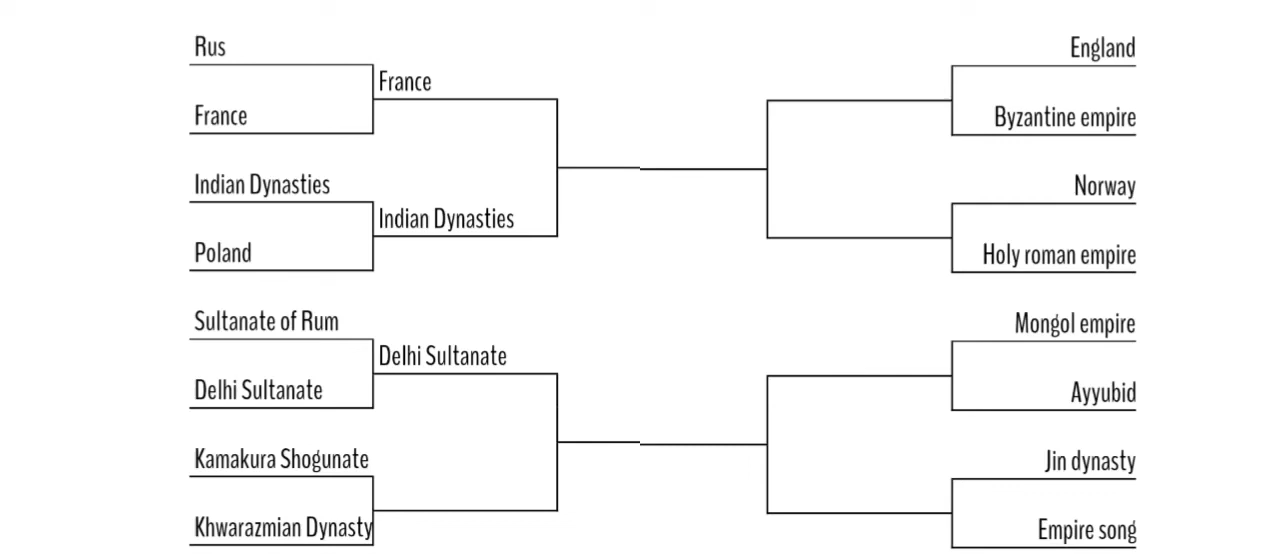 Rus
France
France
Indian Dynasties
Indian Dynasties
Poland
Sultanate of Rum
Delhi Sultanate
Delhi Sultanate
Kamakura Shogunate
Khwarazmian Dynasty
England
Byzantine empire
Norway
Holy roman empire
Mongol empire
Ayyubid
Jin dynasty
Empire song